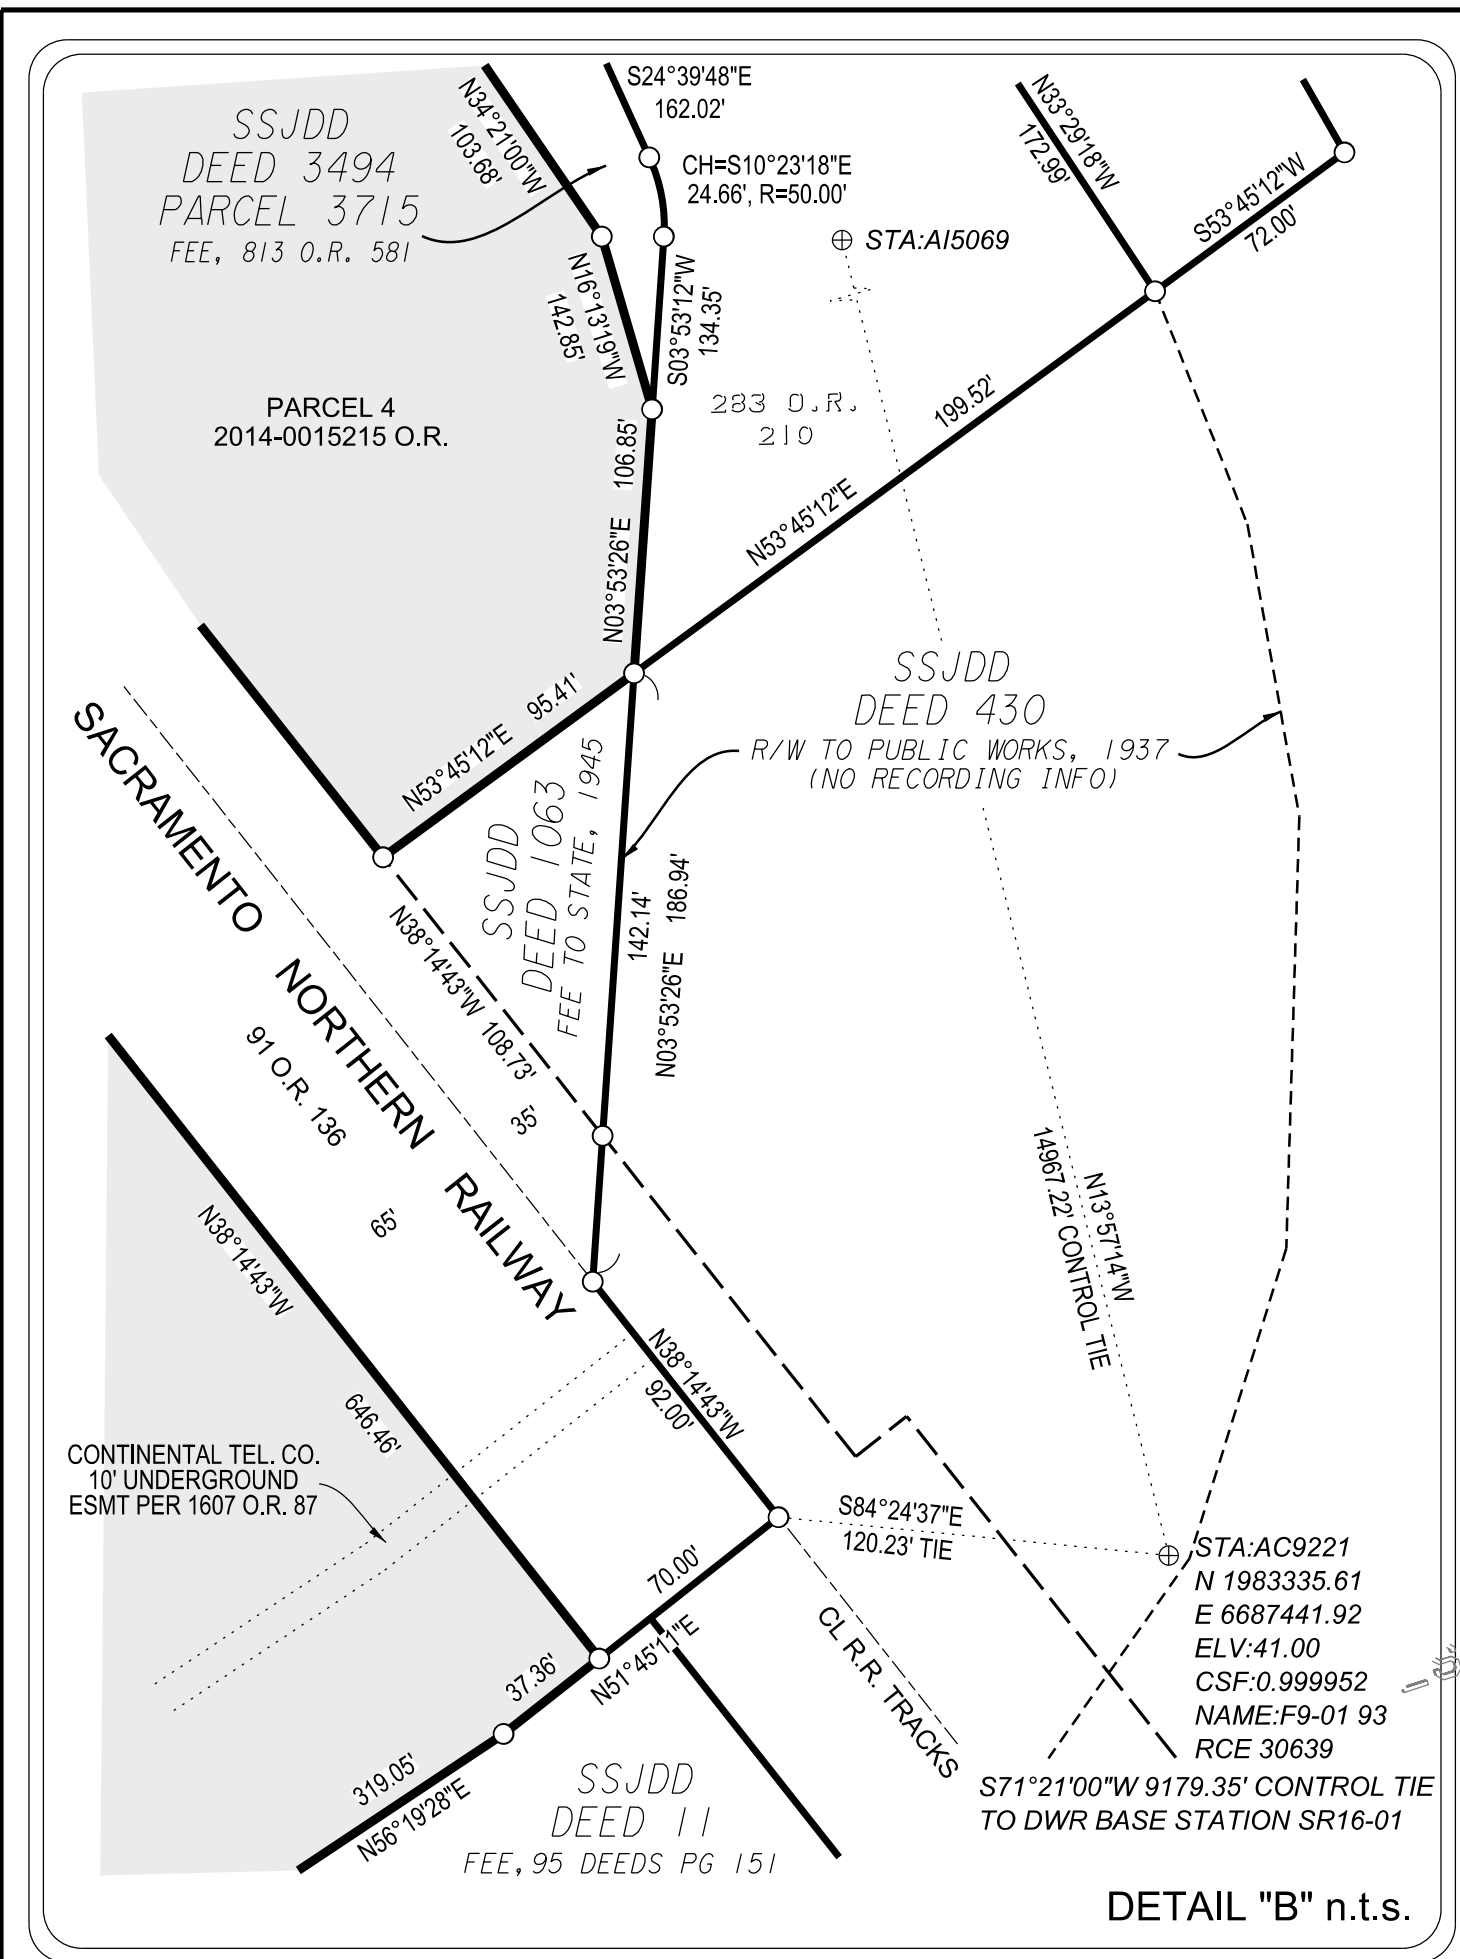 S24°39'48"E
162.02'
CH=S10°23'18"E
24.66', R=50.00'
N34°21'00"W
103.68'
N33°29'18"W
172.99'
S53°45'12"W
72.00'
SSJDD
DEED 3494
PARCEL 3715
FEE, 813 O.R. 581
STA:AI5069
N16°13'19"W
142.85'
S03°53'12"W
134.35'
PARCEL 4
2014-0015215 O.R.
283 O.R.
210
199.52'
N53°45'12"E
N03°53'26"E 106.85'
N53°45'12"E 95.41'
SSJDD
DEED 430
R/W TO PUBLIC WORKS, 1937
(NO RECORDING INFO)
SSJDD
DEED 1063
FEE TO STATE, 1945
142.14'
N03°53'26"E 186.94'
N38°14'43"W 108.73'
SACRAMENTO NORTHERN RAILWAY
91 O.R. 136
35'
65'
N13°57'14"W
14967.22' CONTROL TIE
N38°14'43"W
646.46'
N38°14'43"W
92.00'
CONTINENTAL TEL. CO.
10' UNDERGROUND
ESMT PER 1607 O.R. 87
S84°24'37"E
120.23' TIE
70.00'
N51°45'11"E
37.36'
CL R.R. TRACKS
319.05'
N56°19'28"E
STA:AC9221
N 1983335.61
E 6687441.92
ELV:41.00
CSF:0.999952
NAME:F9-01 93
RCE 30639
S71°21'00"W 9179.35' CONTROL TIE
TO DWR BASE STATION SR16-01
SSJDD
DEED 11
FEE, 95 DEEDS PG 151
DETAIL "B" n.t.s.